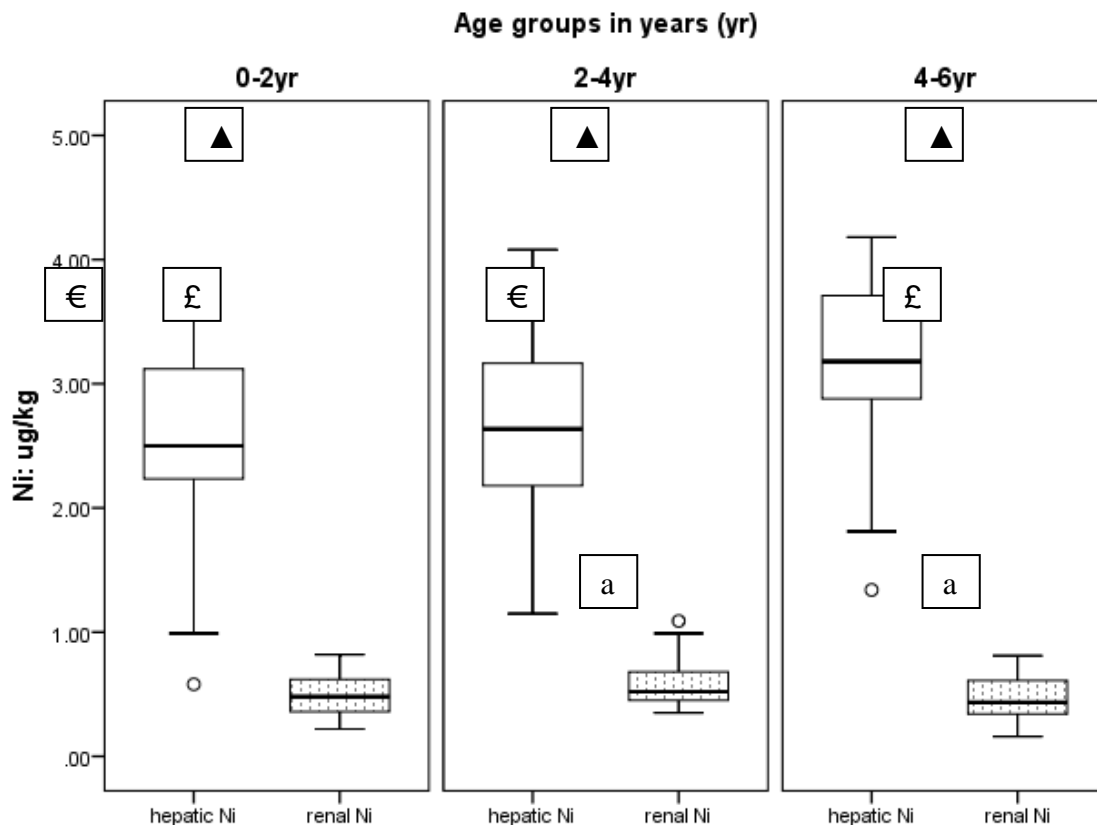 Age groups in years (yr)
0-2yr 2-4yr 4-6yr
5.00
▲ ▲ ▲
4.00
€ £ € £
3.00
Ni: ug/kg
2.00
a a
1.00
.00
hepatic Ni renal Ni hepatic Ni renal Ni hepatic Ni renal Ni